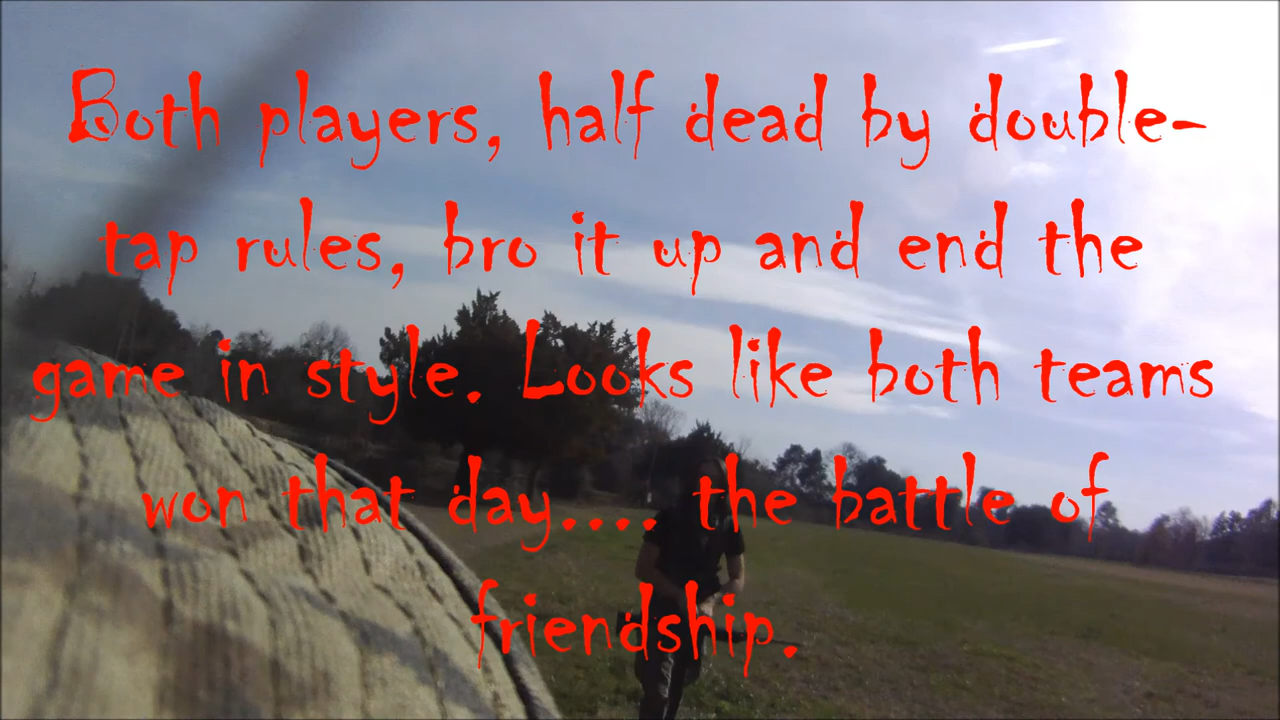 Both players, half dead by double-
tap rules, bro it up and end the
game in style. Looks like both teams
won that day.... the battle of
friendship.